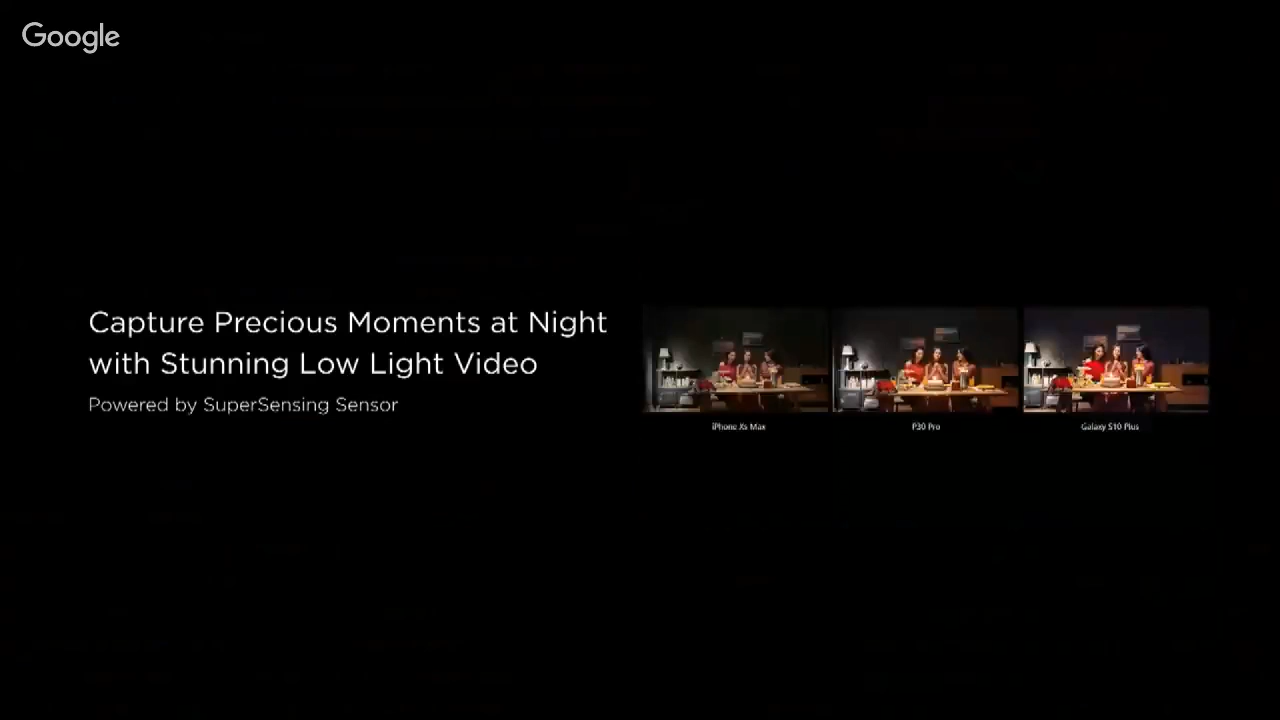 Google
Capture Precious Moments at Night
with Stunning Low Light Video
Powered by SuperSensing Sensor
iPhone Xs Max
P30 Pro
Galaxy S10 Plus